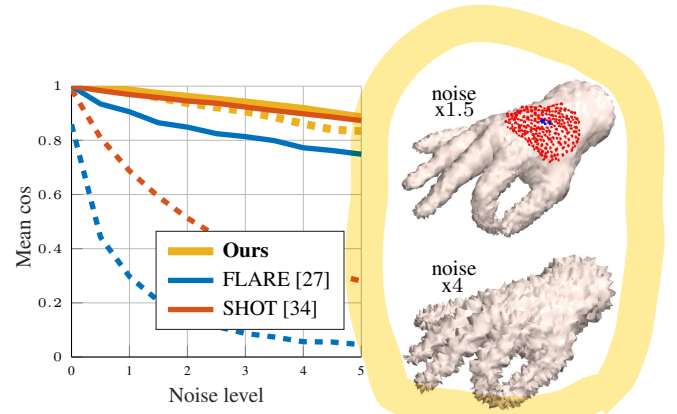 1
0.8
0.6
0.4
0.2
0
0 1 2 3 4 5
Mean cos
Noise level
Ours
FLARE [27]
SHOT [34]
noise
x1.5
noise
x4